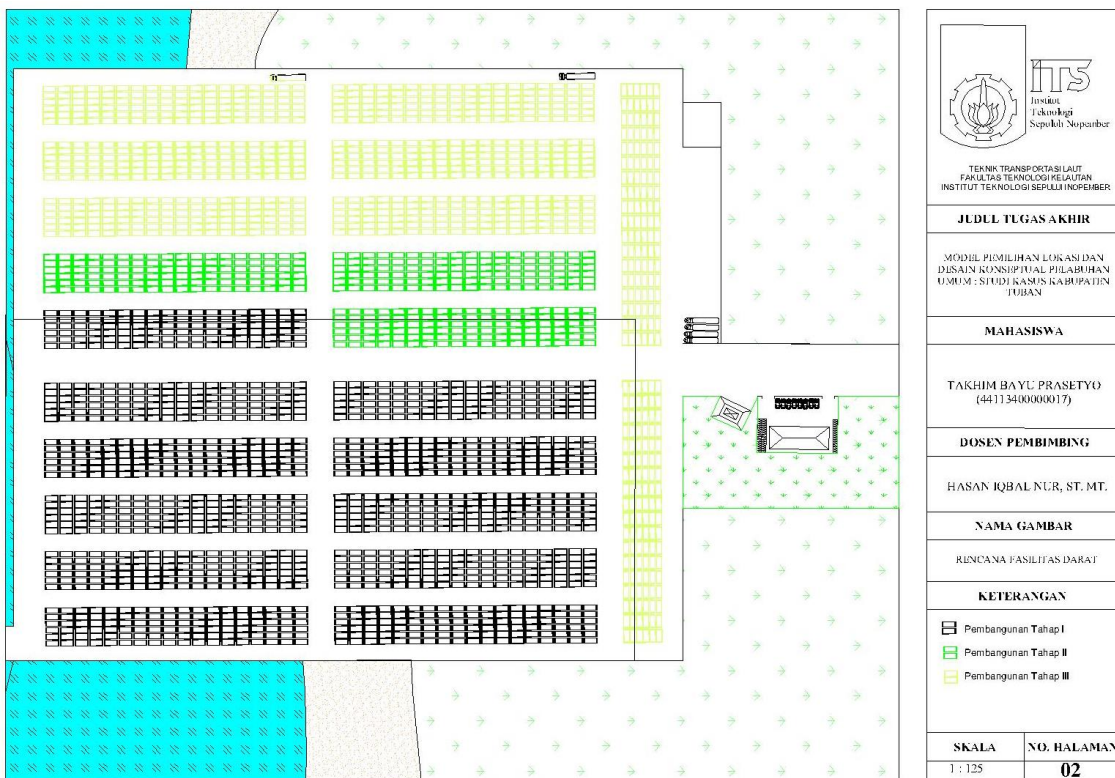 ITS
Institut
Teknologi
Sepuluh Nopember
TEKNIK TRANSPORTASI LAUT
FAKULTAS TEKNOLOGI KELAUTAN
INSTITUT TEKNOLOGI SEPULUH NOPEMBER
JUDUL TUGAS AKHIR
MODEL PEMILIHAN LOKASI DAN
DESAIN KONSEPTUAL PELABUHAN
UMUM : STUDI KASUS KABUPATEN
TUBAN
MAHASISWA
TAKHIM BAYU PRASETYO
(44113400000017)
DOSEN PEMBIMBING
HASAN IQBAL NUR, ST. MT.
NAMA GAMBAR
RENCANA FASILITAS DARAT
KETERANGAN
Pembangunan Tahap I
Pembangunan Tahap II
Pembangunan Tahap III
SKALA
NO. HALAMAN
1 : 125
02